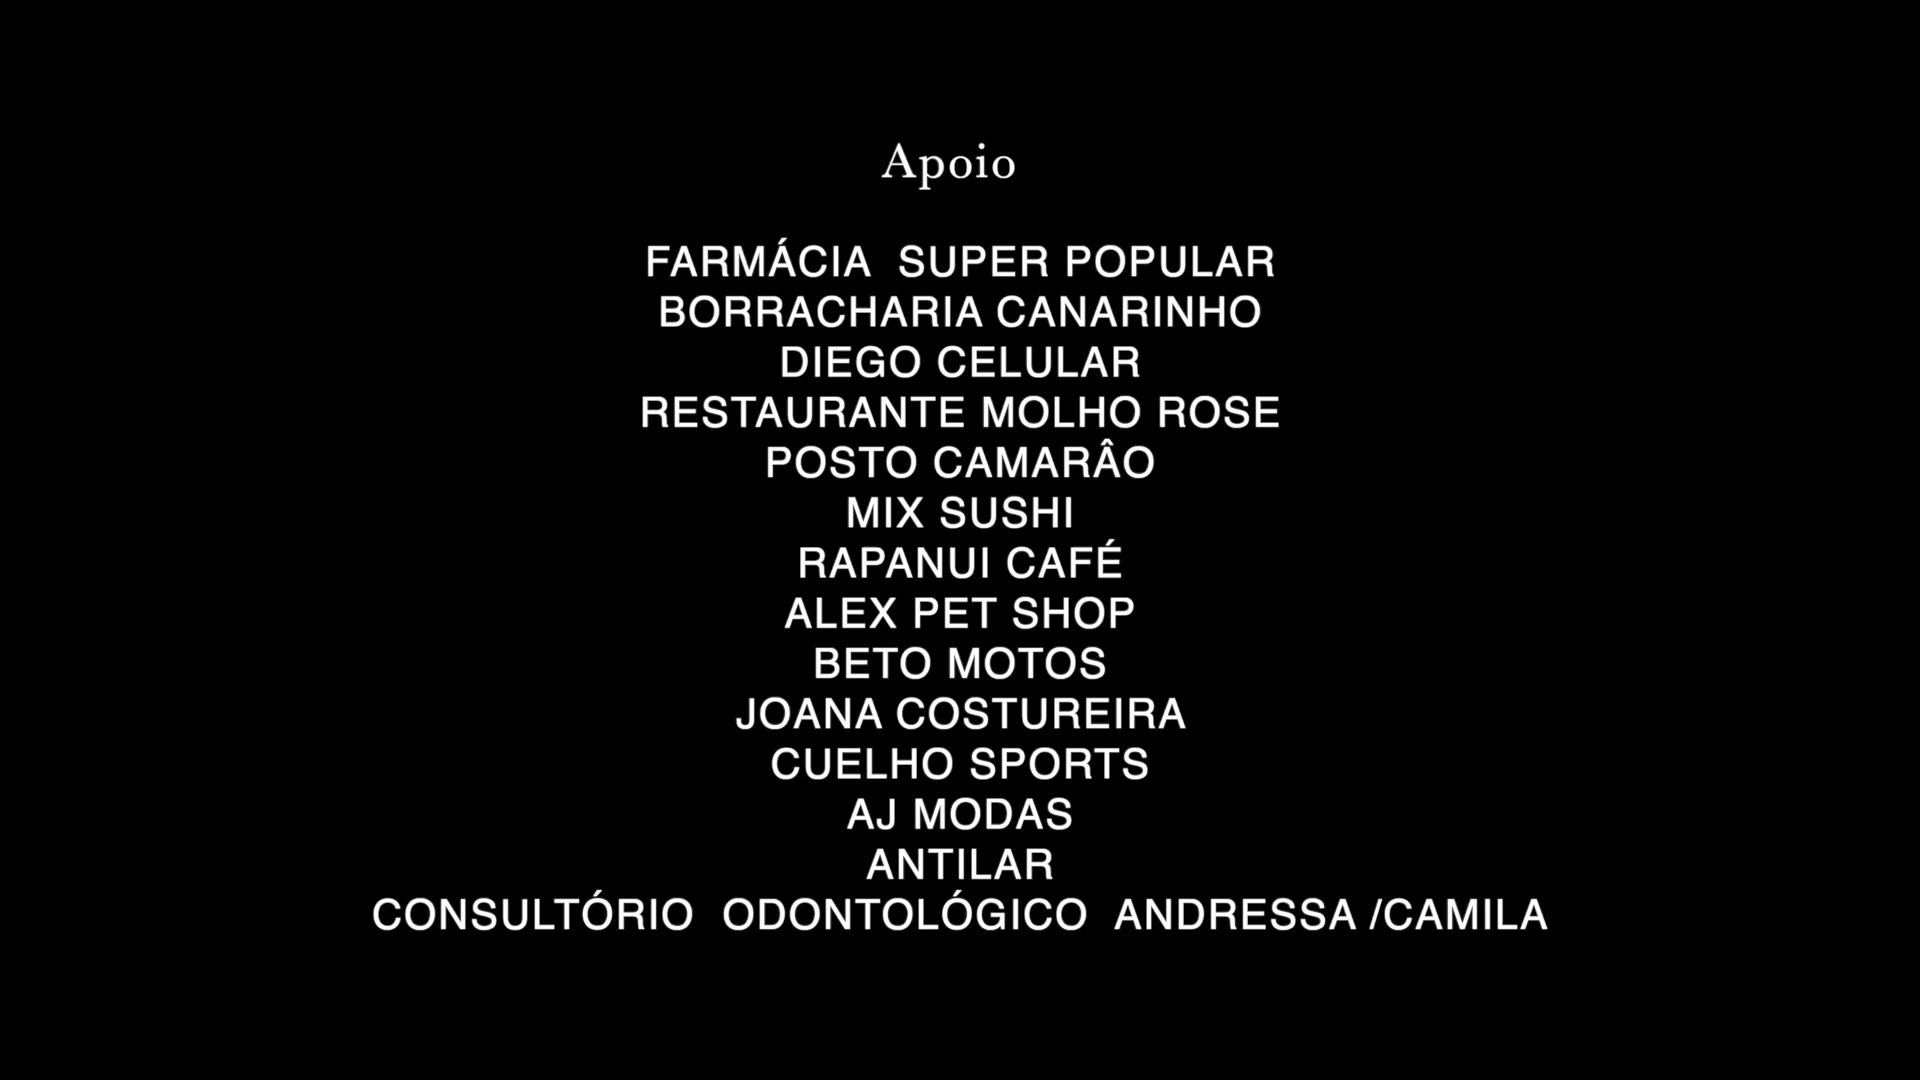 Apoio
FARMÁCIA  SUPER POPULAR
BORRACHARIA CANARINHO
DIEGO CELULAR
RESTAURANTE MOLHO ROSE
POSTO CAMARÂO
MIX SUSHI
RAPANUI CAFÉ
ALEX PET SHOP
BETO MOTOS
JOANA COSTUREIRA
CUELHO SPORTS
AJ MODAS
ANTILAR
CONSULTÓRIO  ODONTOLÓGICO  ANDRESSA /CAMILA